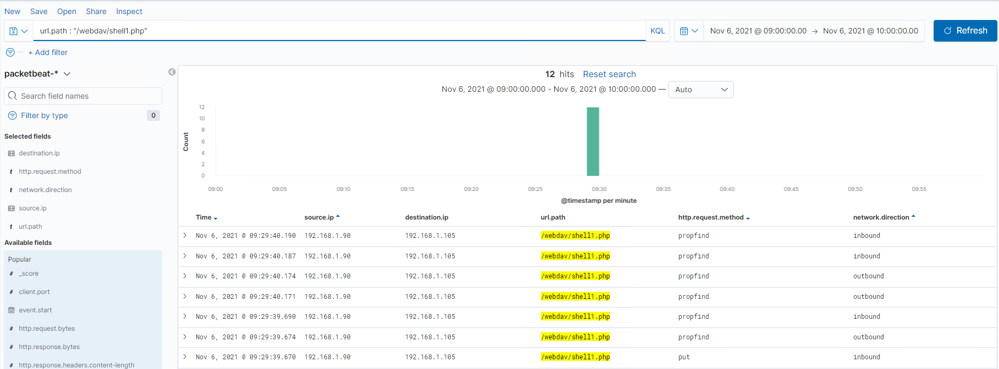 New Save Open Share Inspect
url.path : "/webdav/shell1.php" KQL Nov 6, 2021 @ 09:00:00.00 → Nov 6, 2021 @ 10:00:00.00 Refresh
+ Add filter
packetbeat-*
Search field names
Filter by type 0
Selected fields
destination.ip
t http.request.method
t network.direction
source.ip
t url.path
Available fields
Popular
# _score
# client.port
event.start
# http.request.bytes
# http.response.bytes
# http.response.headers.content-length
12 hits Reset search
Nov 6, 2021 @ 09:00:00.000 - Nov 6, 2021 @ 10:00:00.000 — Auto
Count
12
10
8
6
4
2
0
09:00 09:05 09:10 09:15 09:20 09:25 09:30 09:35 09:40 09:45 09:50 09:55
@timestamp per minute
Time source.ip destination.ip url.path http.request.method network.direction
Nov 6, 2021 @ 09:29:40.190 192.168.1.90 192.168.1.105 /webdav/shell1.php propfind inbound
Nov 6, 2021 @ 09:29:40.187 192.168.1.90 192.168.1.105 /webdav/shell1.php propfind inbound
Nov 6, 2021 @ 09:29:40.174 192.168.1.90 192.168.1.105 /webdav/shell1.php propfind outbound
Nov 6, 2021 @ 09:29:40.171 192.168.1.90 192.168.1.105 /webdav/shell1.php propfind outbound
Nov 6, 2021 @ 09:29:39.690 192.168.1.90 192.168.1.105 /webdav/shell1.php propfind inbound
Nov 6, 2021 @ 09:29:39.674 192.168.1.90 192.168.1.105 /webdav/shell1.php propfind outbound
Nov 6, 2021 @ 09:29:39.670 192.168.1.90 192.168.1.105 /webdav/shell1.php put inbound